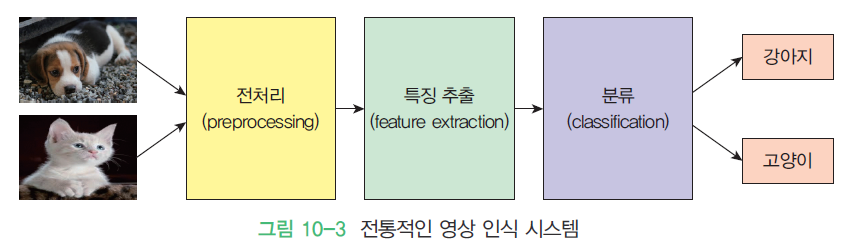 전처리
(preprocessing)
특징 추출
(feature extraction)
분류
(classification)
강아지
고양이
그림 10-3 전통적인 영상 인식 시스템